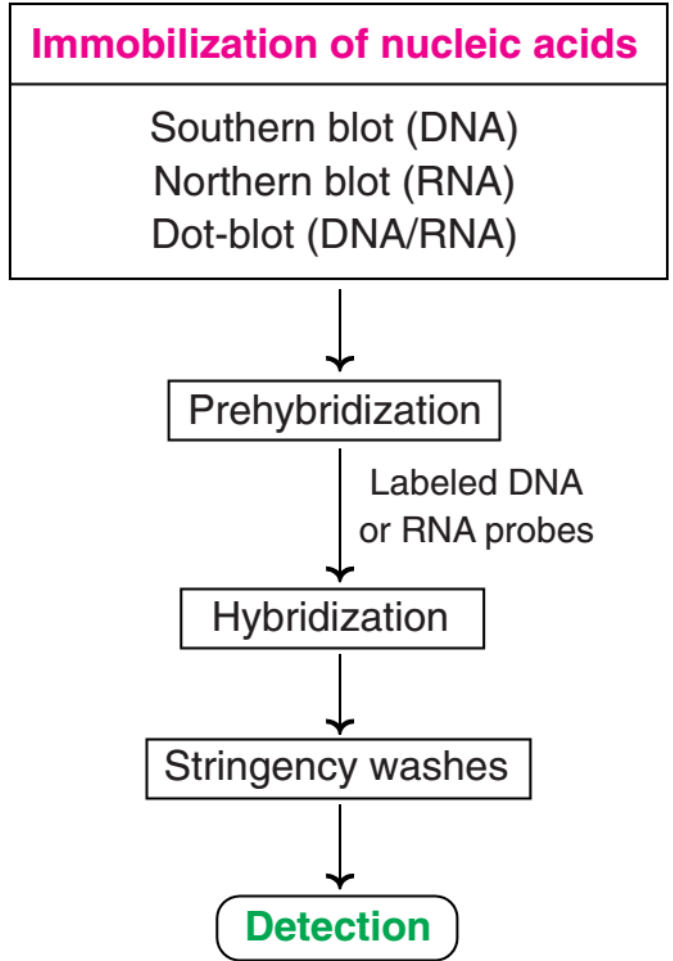 Immobilization of nucleic acids
Southern blot (DNA)
Northern blot (RNA)
Dot-blot (DNA/RNA)
Prehybridization
Labeled DNA
or RNA probes
Hybridization
Stringency washes
Detection